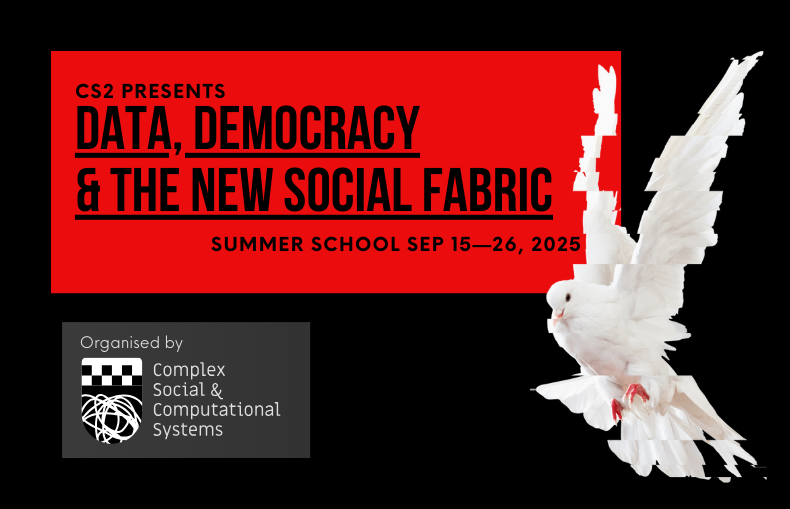 CS2 PRESENTS
DATA, DEMOCRACY
& THE NEW SOCIAL FABRIC
SUMMER SCHOOL SEP 15—26, 2025
Organised by
Complex
Social &
Computational
Systems